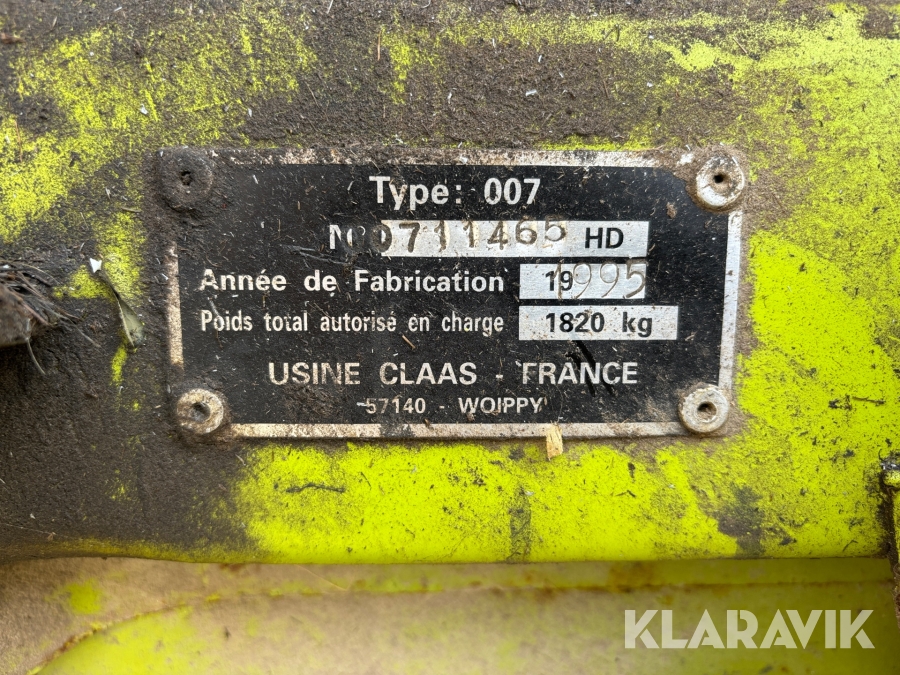 Type: 007
N° 0711465 HD
Année de Fabrication 1995
Poids total autorisé en charge 1820 kg
USINE CLAAS - FRANCE
57140 - WOIPPY
KLARAVIK